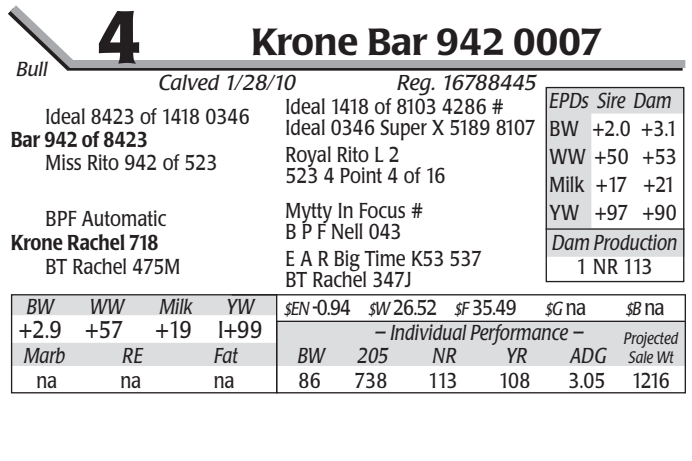 4
Krone Bar 942 0007
Bull
Calved 1/28/10 Reg. 16788445
Ideal 8423 of 1418 0346
Bar 942 of 8423
Miss Rito 942 of 523
BPF Automatic
Krone Rachel 718
BT Rachel 475M
Ideal 1418 of 8103 4286 #
Ideal 0346 Super X 5189 8107
Royal Rito L 2
523 4 Point 4 of 16
Mytty In Focus #
B P F Nell 043
E A R Big Time K53 537
BT Rachel 347J
EPDs Sire Dam
BW +2.0 +3.1
WW +50 +53
Milk +17 +21
YW +97 +90
Dam Production
1 NR 113
BW WW Milk YW
+2.9 +57 +19 I+99
Marb RE Fat
na na na
$EN -0.94 $W 26.52 $F 35.49 $G na $B na
– Individual Performance –
Projected
Sale Wt
BW 205 NR YR ADG
86 738 113 108 3.05 1216